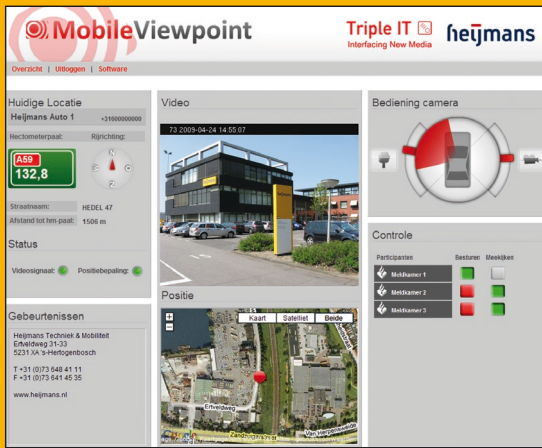 MobileViewpoint
Triple IT
Interfacing New Media
heijmans
Overzicht | Uitloggen | Software
Huidige Locatie
Heijmans Auto 1 +31600000000
Hectometerpaal: Rijrichting:
A59
132,8
N
Straatnaam: HEDEL 47
Afstand tot hm-paal: 1506 m
Status
Videosignaal: Positiebepaling:
Gebeurtenissen
Heijmans Techniek & Mobiliteit
Ertveldweg 31-33
5231 XA 's-Hertogenbosch
T +31 (0)73 648 41 11
F +31 (0)73 641 45 35
www.heijmans.nl
Video
73 2009-04-24 14:55:07
Positie
Kaart Satelliet Beide
Ertveldweg
Zandzuigerstraat
Van Herpensweide
Bediening camera
Controle
Participanten Besturen Meekijken
Meldkamer 1
Meldkamer 2
Meldkamer 3